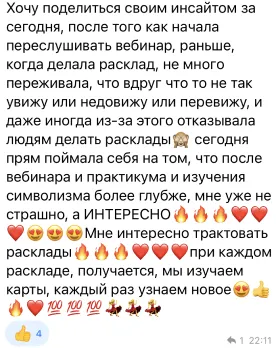 Хочу поделиться своим инсайтом за
сегодня, после того как начала
переслушивать вебинар, раньше,
когда делала расклад, не много
переживала, что вдруг что то не так
увижу или недовижу или перевижу, и
даже иногда из-за этого отказывала
людям делать расклады🙈 сегодня
прям поймала себя на том, что после
вебинара и практикума и изучения
символизма более глубже, мне уже не
страшно, а ИНТЕРЕСНО🔥🔥🔥❤️❤️
❤️😍😍😍Мне интересно трактовать
расклады🔥🔥🔥❤️❤️❤️при каждом
раскладе, получается, мы изучаем
карты, каждый раз узнаем новое😍👍
🔥❤️💯💯💯💃💃💃
👍 4
1 22:11